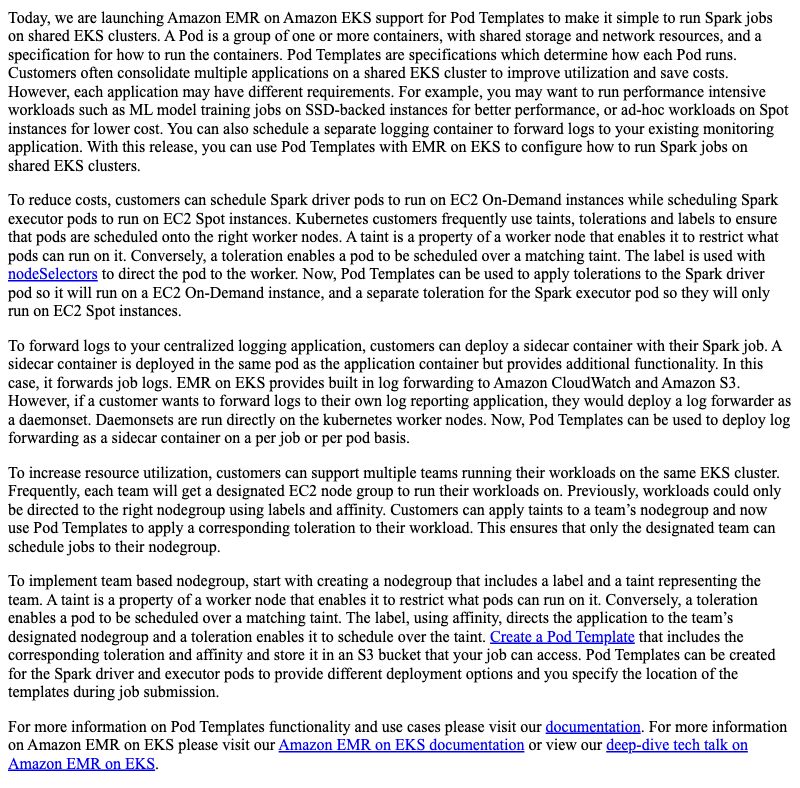 Today, we are launching Amazon EMR on Amazon EKS support for Pod Templates to make it simple to run Spark jobs
on shared EKS clusters. A Pod is a group of one or more containers, with shared storage and network resources, and a
specification for how to run the containers. Pod Templates are specifications which determine how each Pod runs.
Customers often consolidate multiple applications on a shared EKS cluster to improve utilization and save costs.
However, each application may have different requirements. For example, you may want to run performance intensive
workloads such as ML model training jobs on SSD-backed instances for better performance, or ad-hoc workloads on Spot
instances for lower cost. You can also schedule a separate logging container to forward logs to your existing monitoring
application. With this release, you can use Pod Templates with EMR on EKS to configure how to run Spark jobs on
shared EKS clusters.
To reduce costs, customers can schedule Spark driver pods to run on EC2 On-Demand instances while scheduling Spark
executor pods to run on EC2 Spot instances. Kubernetes customers frequently use taints, tolerations and labels to ensure
that pods are scheduled onto the right worker nodes. A taint is a property of a worker node that enables it to restrict what
pods can run on it. Conversely, a toleration enables a pod to be scheduled over a matching taint. The label is used with
nodeSelectors to direct the pod to the worker. Now, Pod Templates can be used to apply tolerations to the Spark driver
pod so it will run on a EC2 On-Demand instance, and a separate toleration for the Spark executor pod so they will only
run on EC2 Spot instances.
To forward logs to your centralized logging application, customers can deploy a sidecar container with their Spark job. A
sidecar container is deployed in the same pod as the application container but provides additional functionality. In this
case, it forwards job logs. EMR on EKS provides built in log forwarding to Amazon CloudWatch and Amazon S3.
However, if a customer wants to forward logs to their own log reporting application, they would deploy a log forwarder as
a daemonset. Daemonsets are run directly on the kubernetes worker nodes. Now, Pod Templates can be used to deploy log
forwarding as a sidecar container on a per job or per pod basis.
To increase resource utilization, customers can support multiple teams running their workloads on the same EKS cluster.
Frequently, each team will get a designated EC2 node group to run their workloads on. Previously, workloads could only
be directed to the right nodegroup using labels and affinity. Customers can apply taints to a team’s nodegroup and now
use Pod Templates to apply a corresponding toleration to their workload. This ensures that only the designated team can
schedule jobs to their nodegroup.
To implement team based nodegroup, start with creating a nodegroup that includes a label and a taint representing the
team. A taint is a property of a worker node that enables it to restrict what pods can run on it. Conversely, a toleration
enables a pod to be scheduled over a matching taint. The label, using affinity, directs the application to the team’s
designated nodegroup and a toleration enables it to schedule over the taint. Create a Pod Template that includes the
corresponding toleration and affinity and store it in an S3 bucket that your job can access. Pod Templates can be created
for the Spark driver and executor pods to provide different deployment options and you specify the location of the
templates during job submission.
For more information on Pod Templates functionality and use cases please visit our documentation. For more information
on Amazon EMR on EKS please visit our Amazon EMR on EKS documentation or view our deep-dive tech talk on
Amazon EMR on EKS.